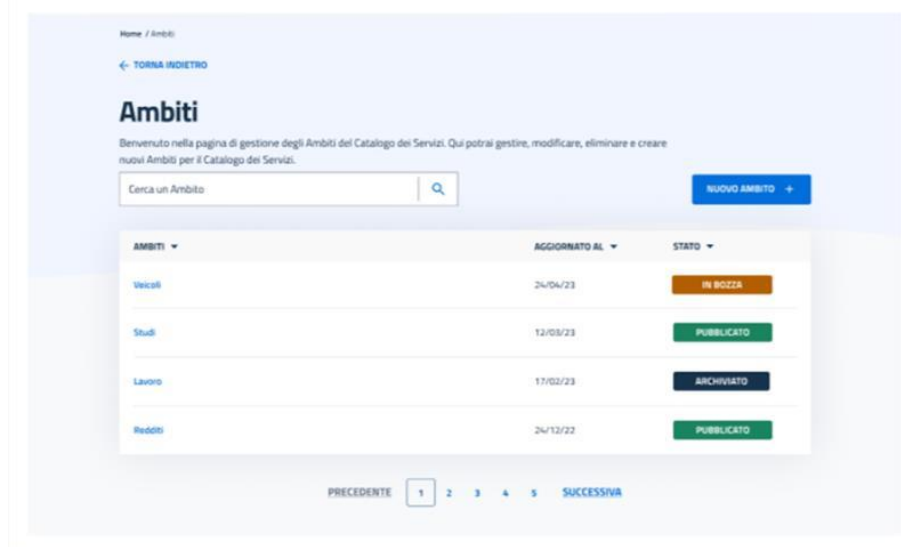 Home / Ambiti
← TORNA INDIETRO
Ambiti
Benvenuto nella pagina di gestione degli Ambiti del Catalogo dei Servizi. Qui potrai gestire, modificare, eliminare e creare
nuovi Ambiti per il Catalogo dei Servizi.
Cerca un Ambito
NUOVO AMBITO +
AMBITI AGGIORNATO AL STATO
Veicoli 24/04/23 IN BOZZA
Studi 12/03/23 PUBBLICATO
Lavoro 17/02/23 ARCHIVIATO
Redditi 24/12/22 PUBBLICATO
PRECEDENTE 1 2 3 4 5 SUCCESSIVA